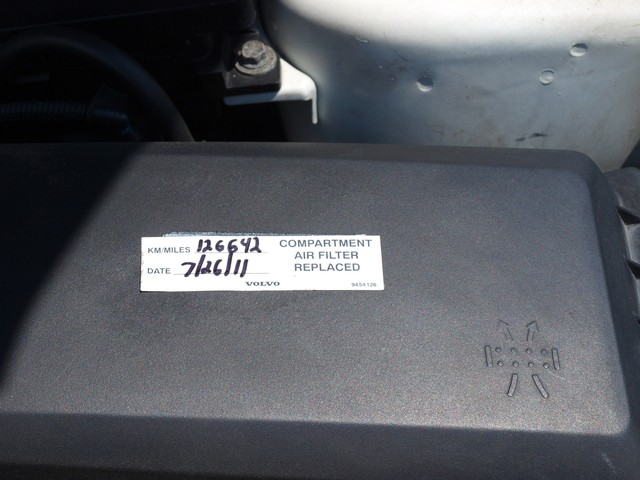 KM/MILES 126642 COMPARTMENT
AIR FILTER
DATE 7/26/11 REPLACED
VOLVO 9454126